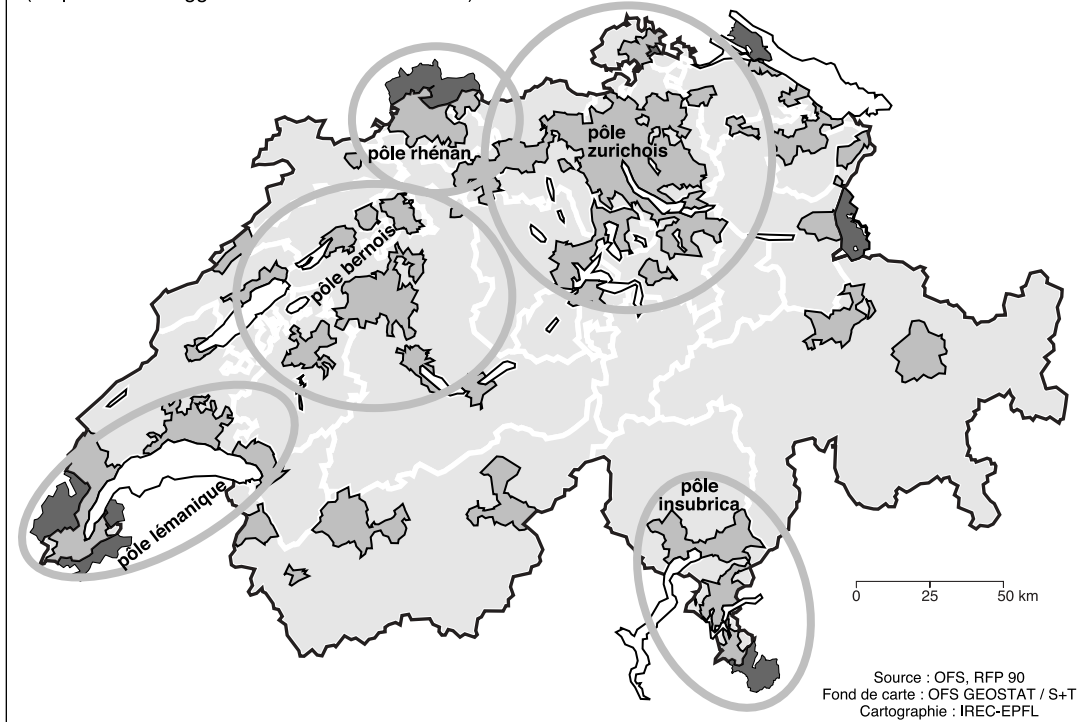 pôle rhénan
pôle
zurichois
pôle bernois
pôle lémanique
pôle
insubrica
0 25 50 km
Source : OFS, RFP 90
Fond de carte : OFS GEOSTAT / S+T
Cartographie : IREC-EPFL